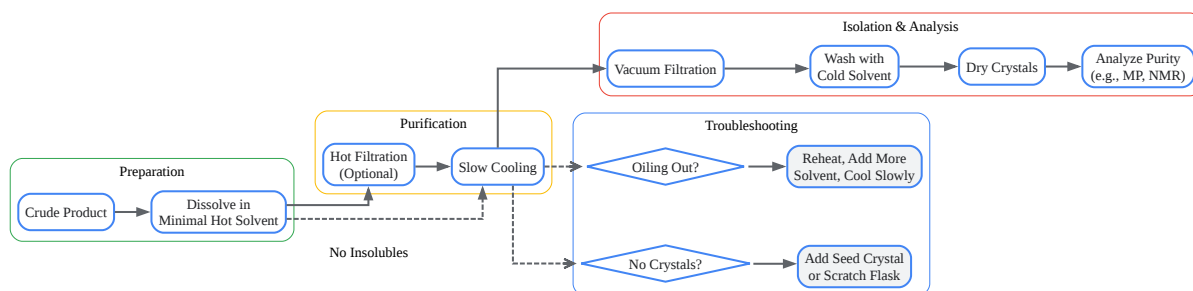 Preparation
Crude Product
Dissolve in
Minimal Hot Solvent
No Insolubles
Purification
Hot Filtration
(Optional)
Slow Cooling
Isolation & Analysis
Vacuum Filtration
Wash with
Cold Solvent
Dry Crystals
Analyze Purity
(e.g., MP, NMR)
Troubleshooting
Oiling Out?
Reheat, Add More
Solvent, Cool Slowly
No Crystals?
Add Seed Crystal
or Scratch Flask